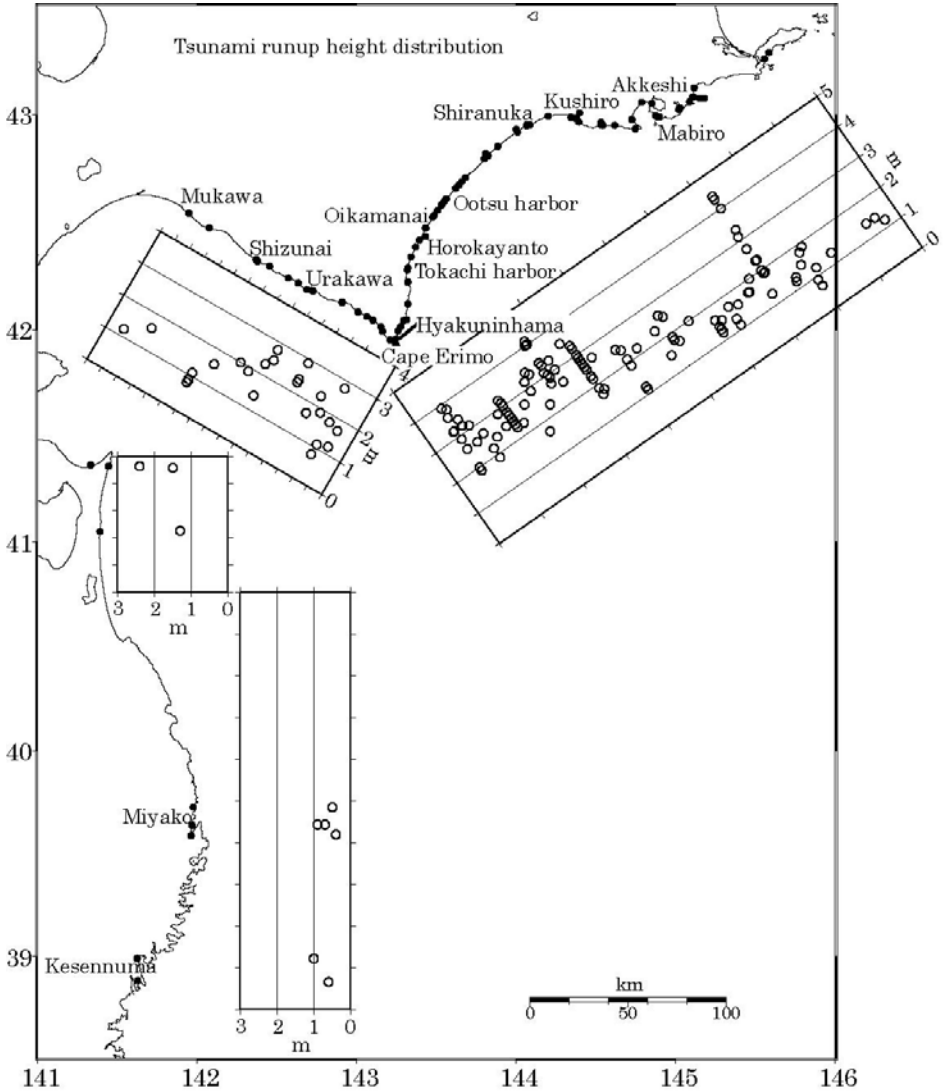 Tsunami runup height distribution
43
42
41
40
39
141
142
143
144
145
146
Akkeshi
Kushiro
Shiranuka
Mabiro
Mukawa
Oikamanai
Ootsu harbor
Shizunai
Horokayanto
Urakawa
Tokachi harbor
Hyakuninhama
Cape Erimo
5
4
3
m
2
1
0
4
3
2
m
1
0
3 2 1 0
m
Miyako
Kesennuma
3 2 1 0
m
km
0 50 100